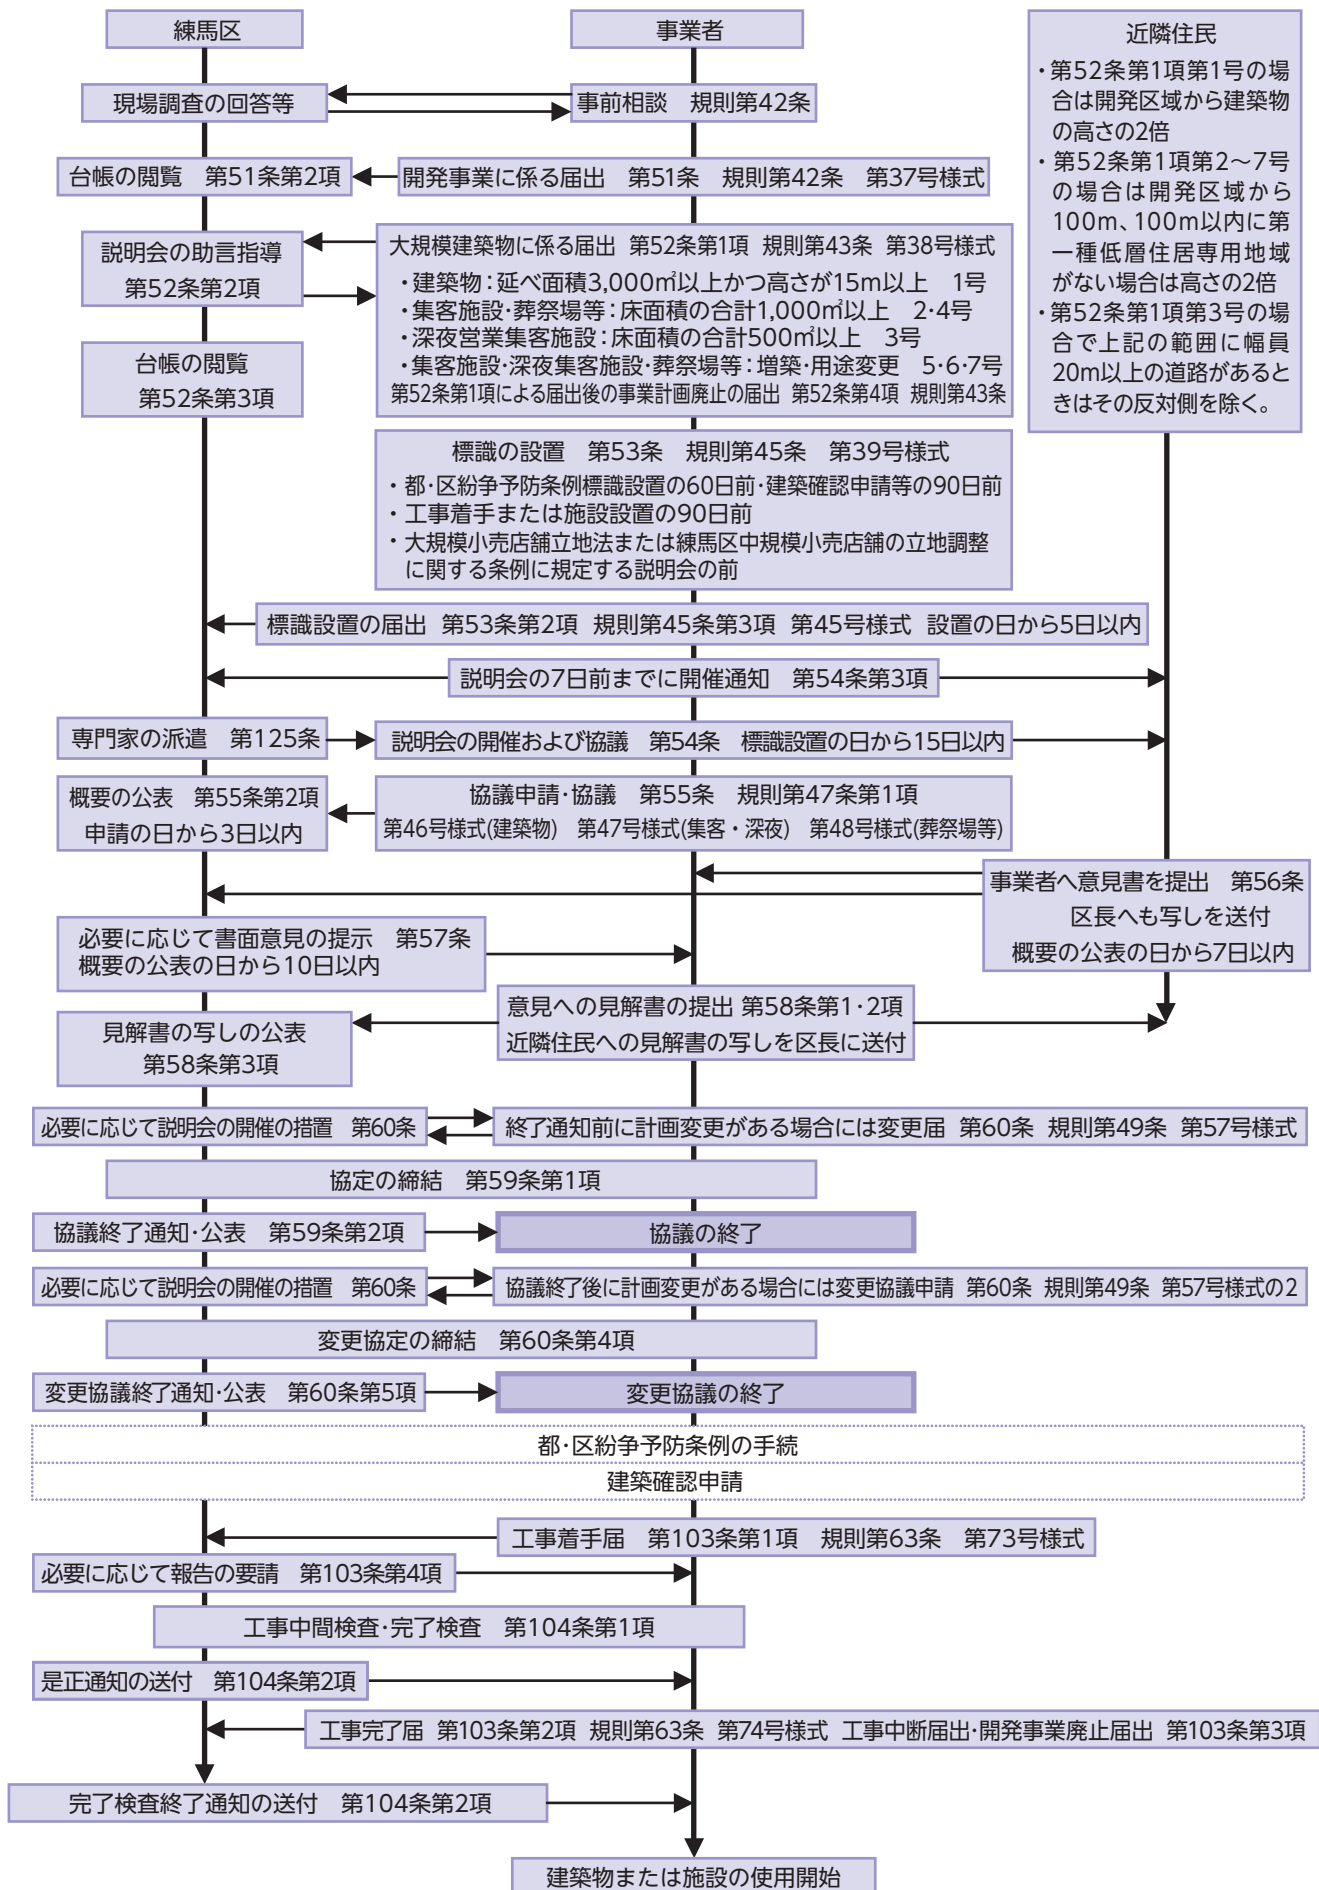 練馬区
事業者
近隣住民
・第52条第1項第1号の場
合は開発区域から建築物
の高さの2倍
・第52条第1項第2〜7号
の場合は開発区域から
100m、100m以内に第
一種低層住居専用地域
がない場合は高さの2倍
・第52条第1項第3号の場
合で上記の範囲に幅員
20m以上の道路があると
きはその反対側を除く。
現場調査の回答等
事前相談　規則第42条
台帳の閲覧　第51条第2項
開発事業に係る届出　第51条　規則第42条　第37号様式
説明会の助言指導
第52条第2項
大規模建築物に係る届出 第52条第1項 規則第43条 第38号様式
・建築物：延べ面積3,000㎡以上かつ高さが15m以上　1号
・集客施設・葬祭場等：床面積の合計1,000㎡以上　2・4号
・深夜営業集客施設：床面積の合計500㎡以上　3号
・集客施設・深夜集客施設・葬祭場等：増築・用途変更　5・6・7号
第52条第1項による届出後の事業計画廃止の届出 第52条第4項 規則第43条
台帳の閲覧
第52条第3項
標識の設置　第53条　規則第45条　第39号様式
・都・区紛争予防条例標識設置の60日前・建築確認申請等の90日前
・工事着手または施設設置の90日前
・大規模小売店舗立地法または練馬区中規模小売店舗の立地調整
に関する条例に規定する説明会の前
標識設置の届出 第53条第2項 規則第45条第3項 第45号様式 設置の日から5日以内
説明会の7日前までに開催通知　第54条第3項
専門家の派遣　第125条
説明会の開催および協議　第54条　標識設置の日から15日以内
概要の公表　第55条第2項
申請の日から3日以内
協議申請・協議　第55条　規則第47条第1項
第46号様式(建築物)　第47号様式(集客・深夜)　第48号様式(葬祭場等)
事業者へ意見書を提出　第56条
区長へも写しを送付
概要の公表の日から7日以内
必要に応じて書面意見の提示　第57条
概要の公表の日から10日以内
意見への見解書の提出 第58条第1・2項
近隣住民への見解書の写しを区長に送付
見解書の写しの公表
第58条第3項
必要に応じて説明会の開催の措置　第60条
終了通知前に計画変更がある場合には変更届 第60条 規則第49条 第57号様式
協定の締結　第59条第1項
協議終了通知・公表　第59条第2項
協議の終了
必要に応じて説明会の開催の措置　第60条
協議終了後に計画変更がある場合には変更協議申請 第60条 規則第49条 第57号様式の2
変更協定の締結　第60条第4項
変更協議終了通知・公表　第60条第5項
変更協議の終了
都・区紛争予防条例の手続
建築確認申請
工事着手届　第103条第1項　規則第63条　第73号様式
必要に応じて報告の要請　第103条第4項
工事中間検査・完了検査　第104条第1項
是正通知の送付　第104条第2項
工事完了届 第103条第2項 規則第63条 第74号様式 工事中断届出・開発事業廃止届出 第103条第3項
完了検査終了通知の送付　第104条第2項
建築物または施設の使用開始